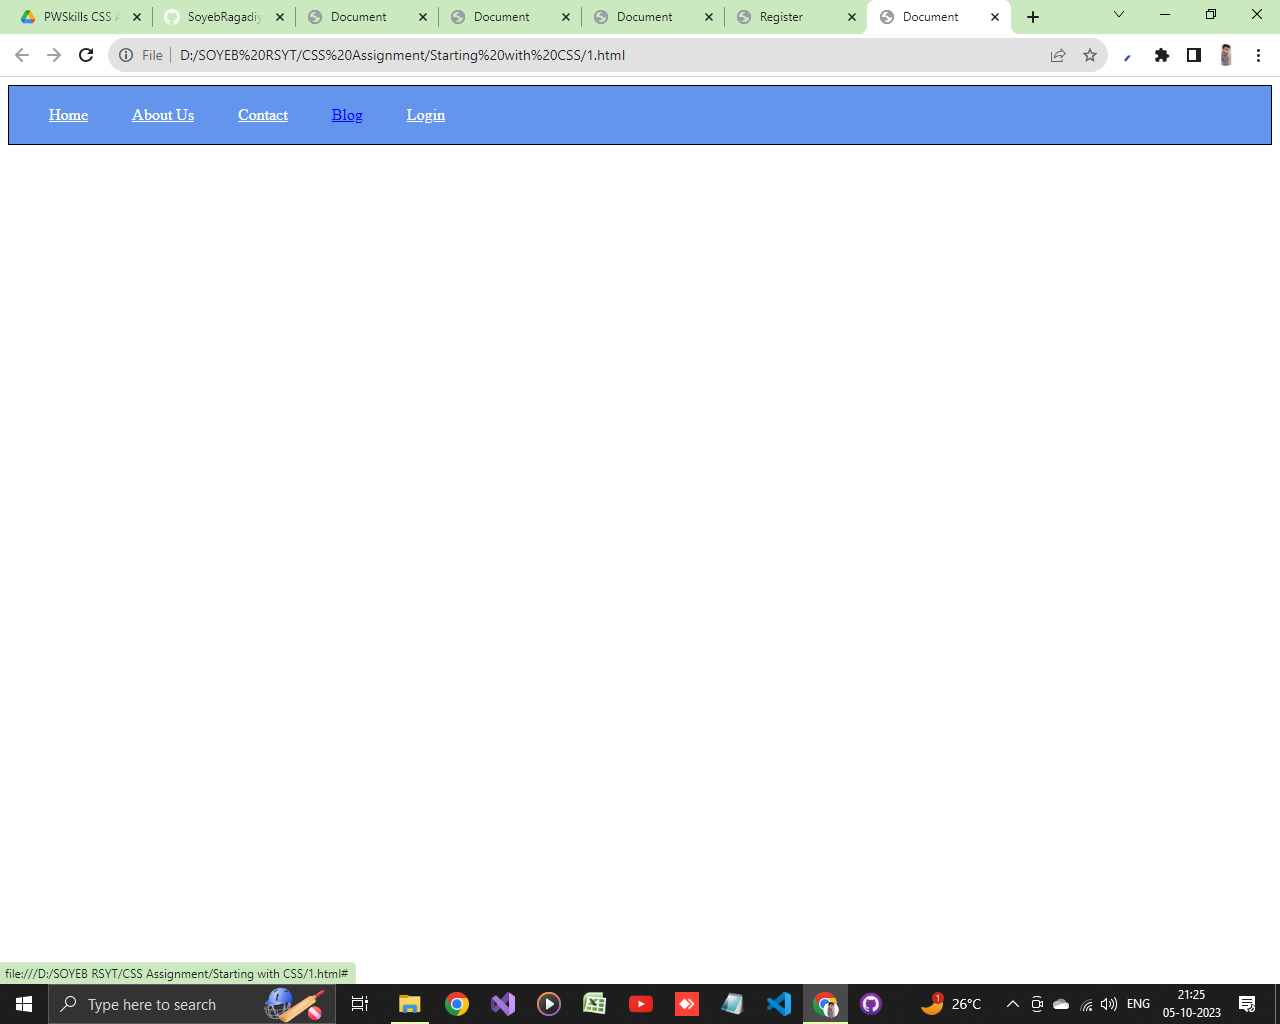 PWSkills CSS A
SoyebRagadiy
Document
Document
Document
Register
Document
File
D:/SOYEB%20RSYT/CSS%20Assignment/Starting%20with%20CSS/1.html
Home About Us Contact Blog Login
file:///D:/SOYEB RSYT/CSS Assignment/Starting with CSS/1.html#
Type here to search
1
26°C
ENG
21:25
05-10-2023